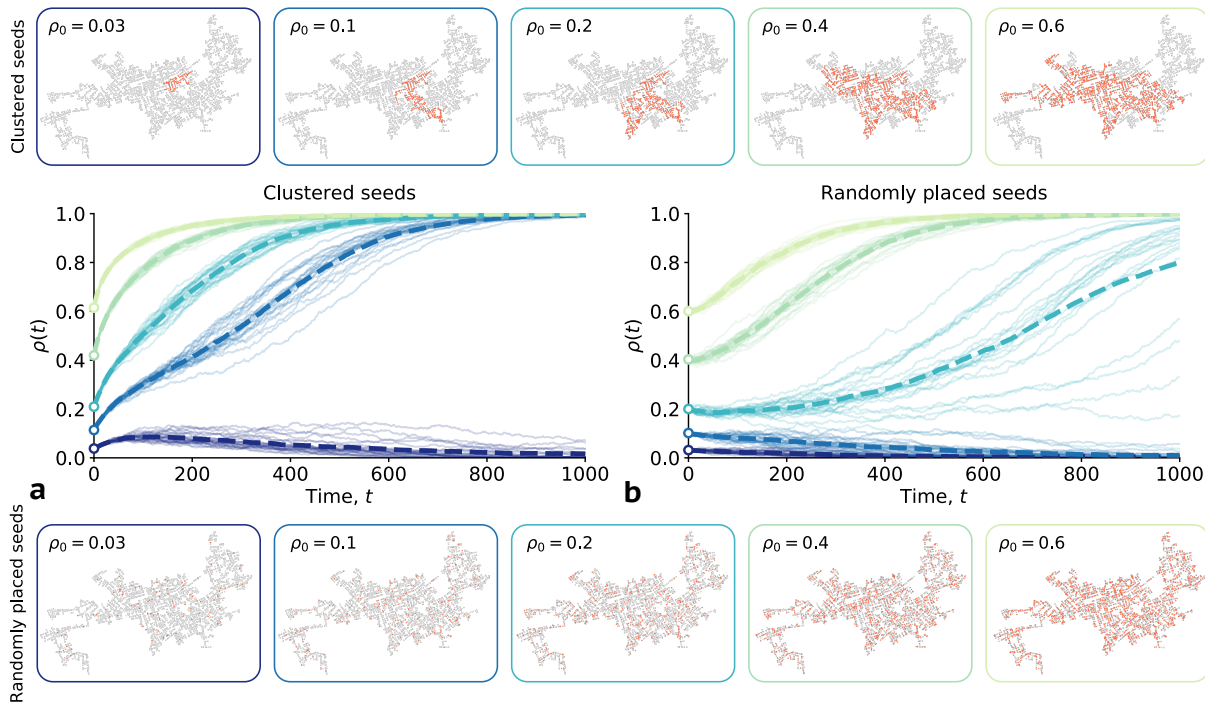 Clustered seeds
ρ₀ = 0.03
ρ₀ = 0.1
ρ₀ = 0.2
ρ₀ = 0.4
ρ₀ = 0.6
Clustered seeds
ρ(t)
1.0
0.8
0.6
0.4
0.2
0.0
0 200 400 600 800 1000
Time, t
a
Randomly placed seeds
ρ(t)
1.0
0.8
0.6
0.4
0.2
0.0
0 200 400 600 800 1000
Time, t
b
Randomly placed seeds
ρ₀ = 0.03
ρ₀ = 0.1
ρ₀ = 0.2
ρ₀ = 0.4
ρ₀ = 0.6